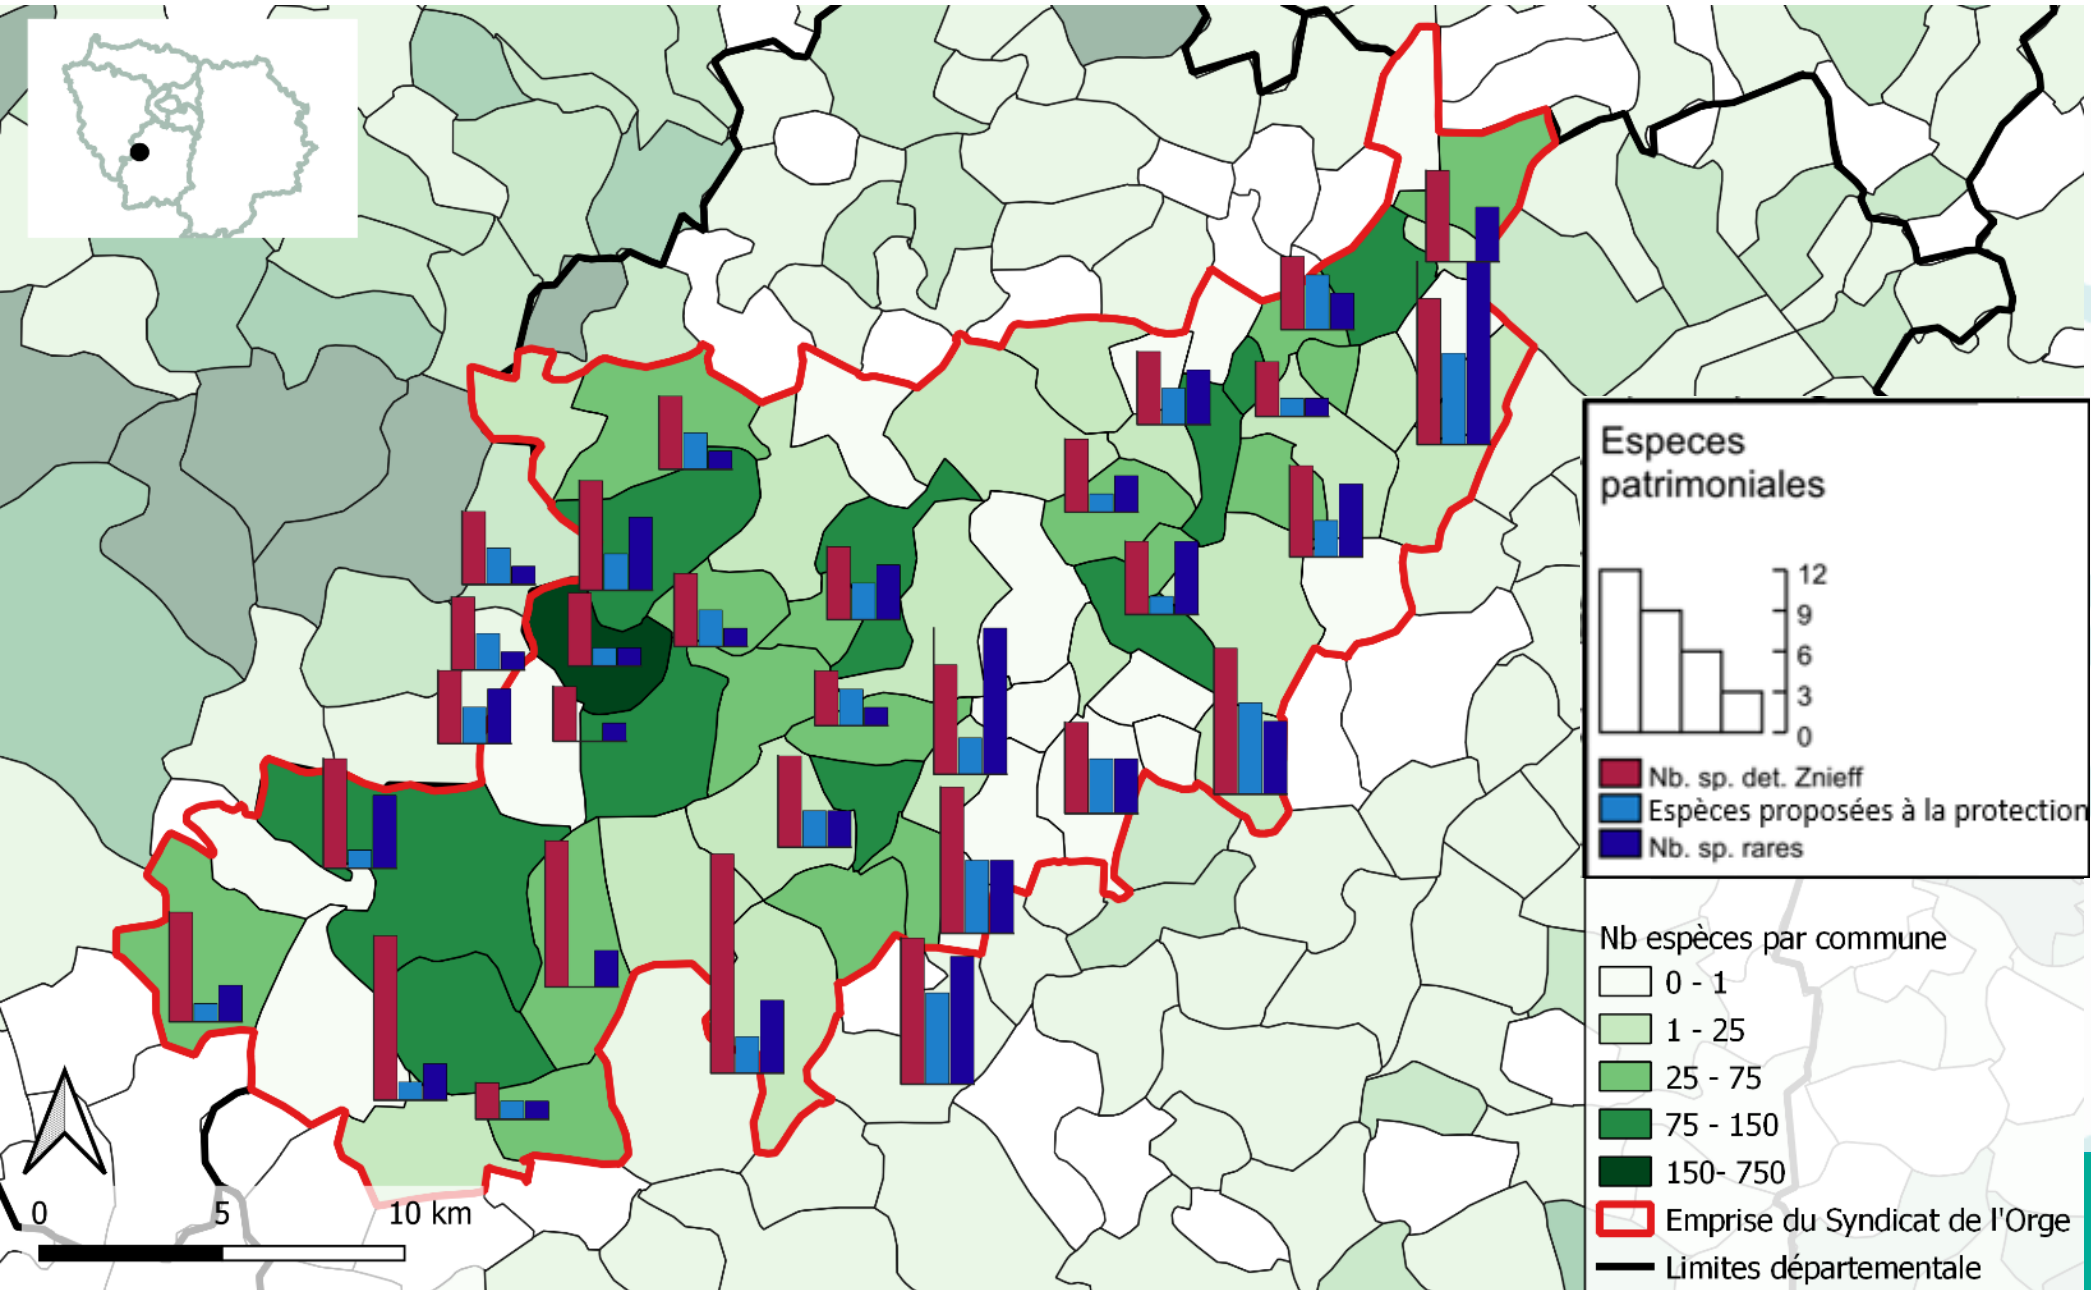 Especes
patrimoniales
12
9
6
3
0
Nb. sp. det. Znieff
Espèces proposées à la protection
Nb. sp. rares
Nb espèces par commune
0 - 1
1 - 25
25 - 75
75 - 150
150- 750
Emprise du Syndicat de l'Orge
Limites départementale
0 5 10 km